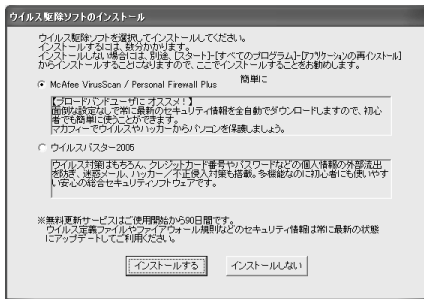 ウイルス駆除ソフトのインストール
ウイルス駆除ソフトを選択してインストールしてください。
インストールするには、数分かかります。
インストールしない場合には、別途、[スタート]-[すべてのプログラム]-[アプリケーションの再インストール]
からインストールすることになりますので、ここでインストールすることをお勧めします。
McAfee VirusScan / Personal Firewall Plus
簡単に
【ブロードバンドユーザにオススメ!】
面倒な設定なしで常に最新のセキュリティ情報を全自動でダウンロードしますので、初心
者でも簡単に使うことができます。
マカフィーでウイルスやハッカーからパソコンを保護しましょう。
ウイルスバスター2005
ウイルス対策はもちろん、クレジットカード番号やパスワードなどの個人情報の外部流出
を防ぎ、迷惑メール、ハッカー/不正侵入対策も搭載。多機能なのに初心者にも使いやす
い安心の総合セキュリティソフトウェアです。
※無料更新サービスはご使用開始から90日間です。
ウイルス定義ファイルやファイアウォール規則などのセキュリティ情報は常に最新の状態
にアップデートしてご利用ください。
インストールする
インストールしない